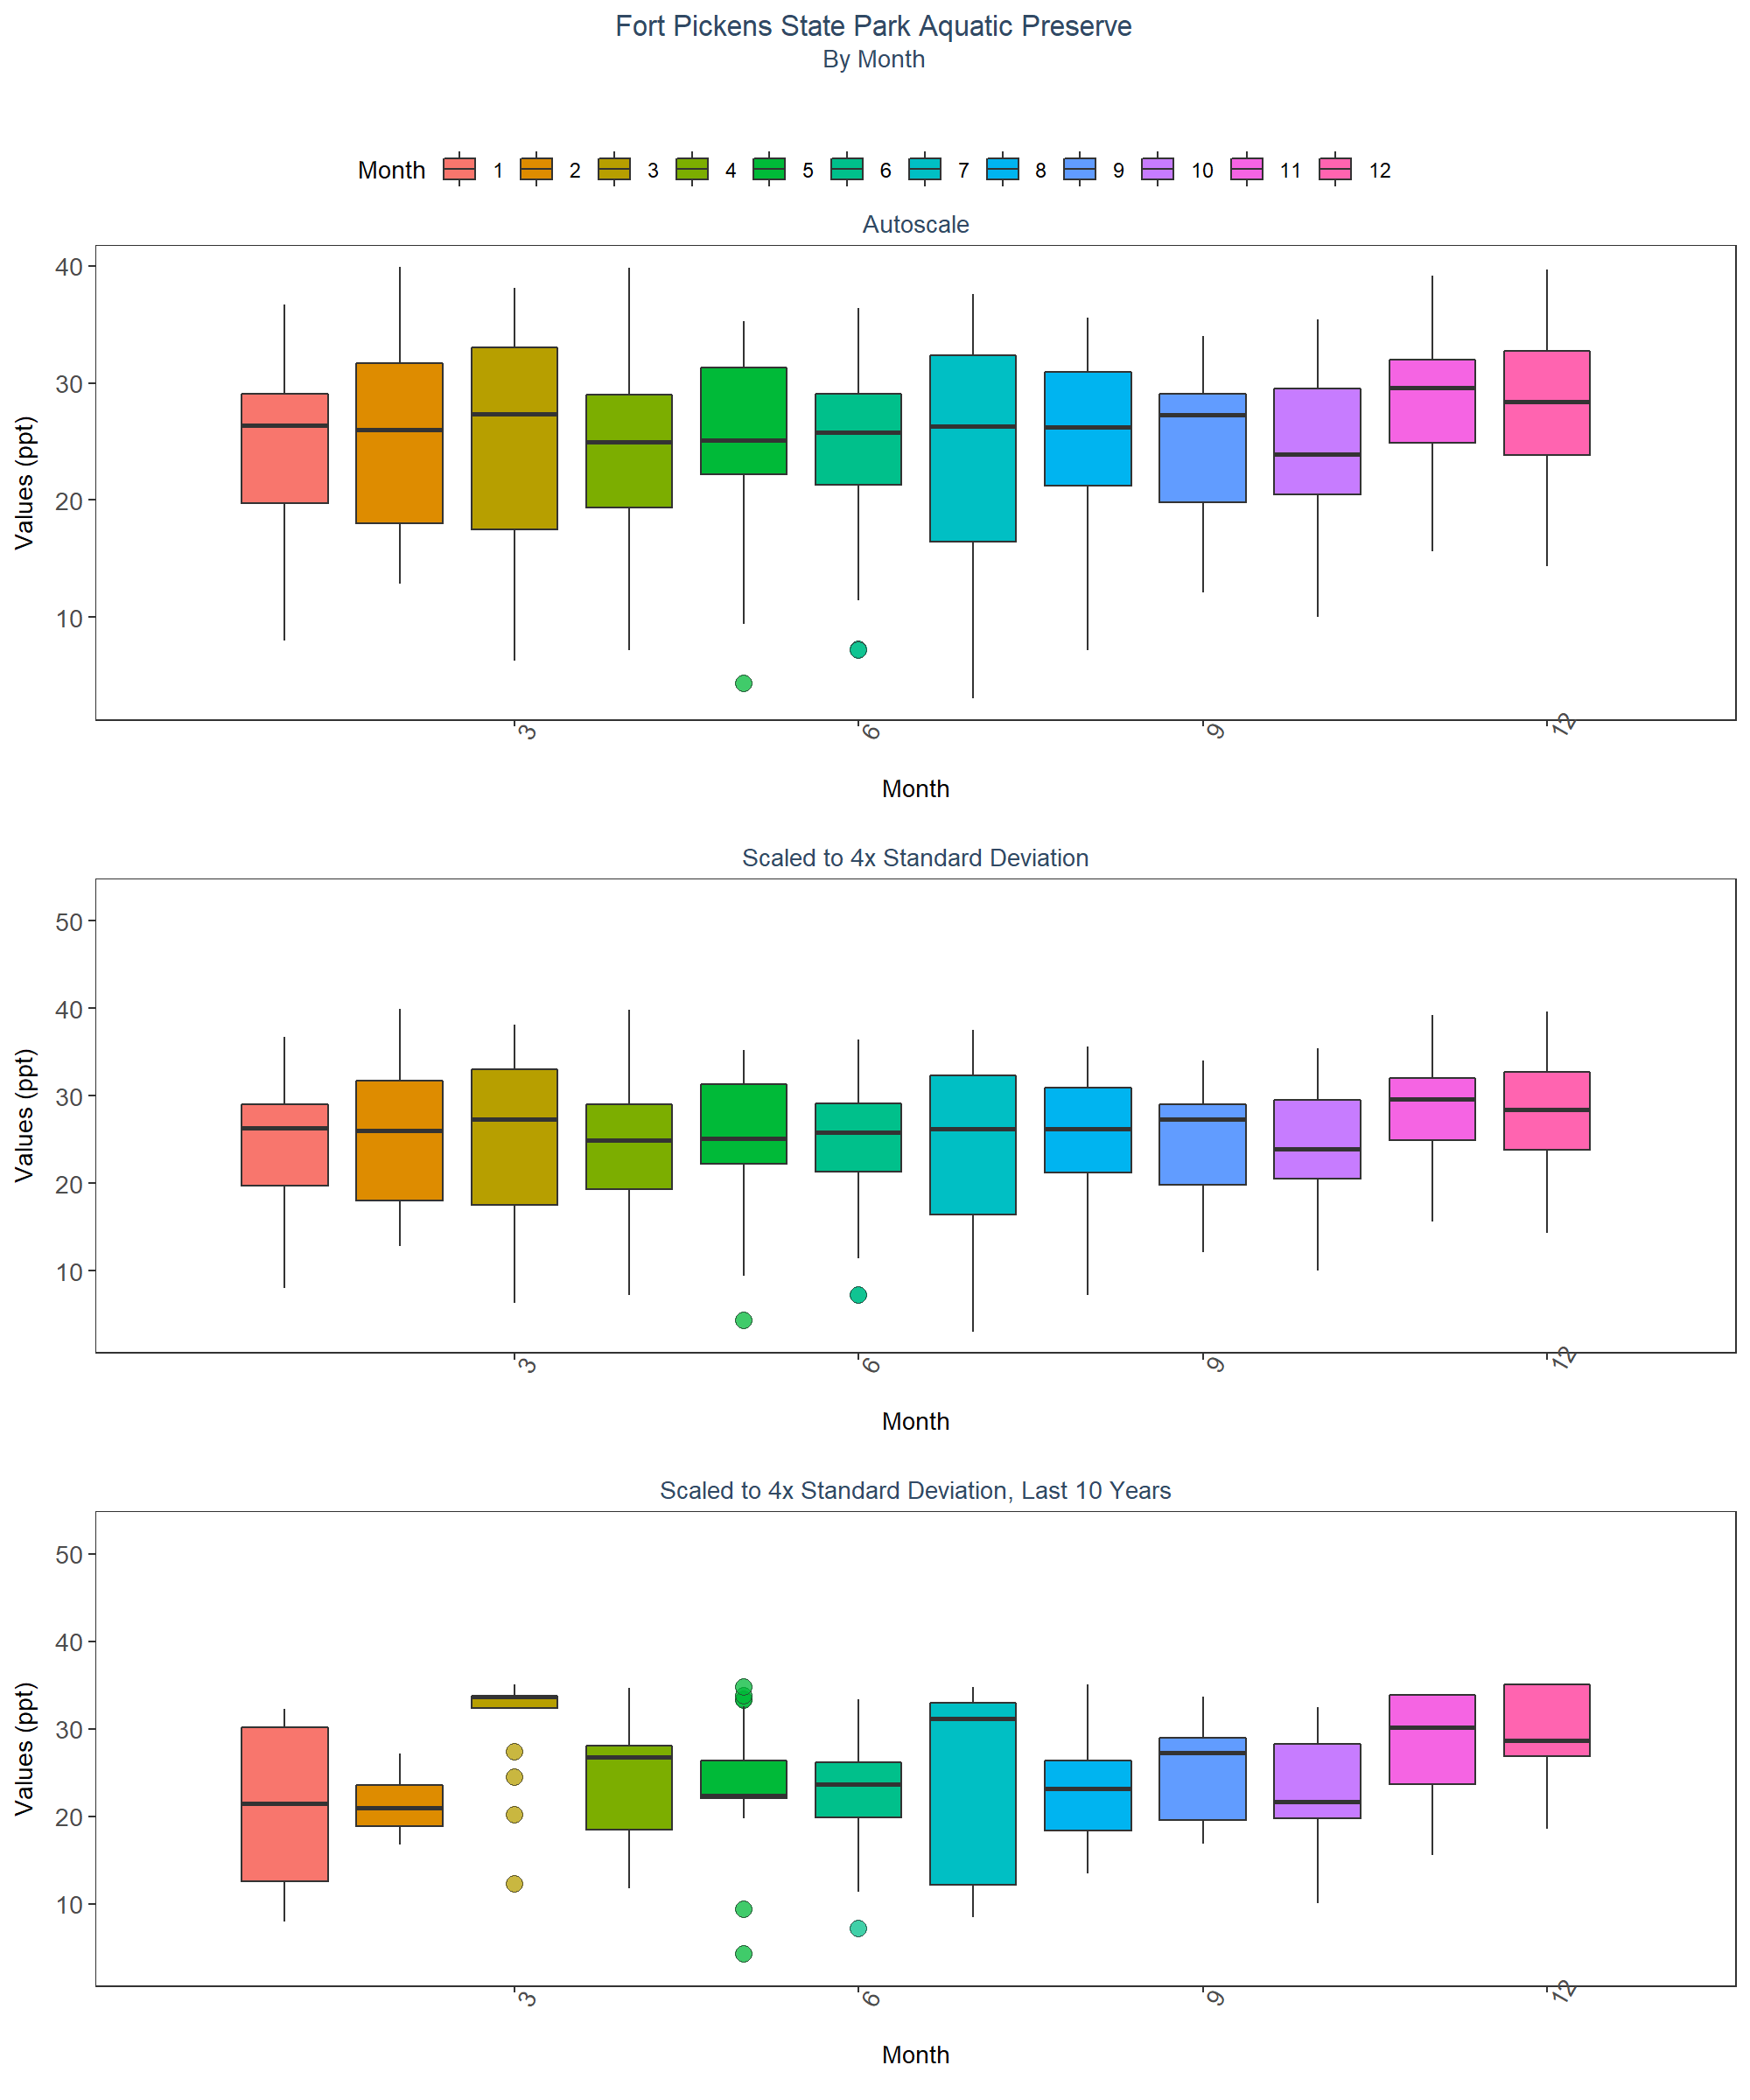 Fort Pickens State Park Aquatic Preserve
By Month
Month 1 2 3 4 5 6 7 8 9 10 11 12
Autoscale
Values (ppt)
40
30
20
10
3 6 9 12
Month
Scaled to 4x Standard Deviation
Values (ppt)
50
40
30
20
10
3 6 9 12
Month
Scaled to 4x Standard Deviation, Last 10 Years
Values (ppt)
50
40
30
20
10
3 6 9 12
Month